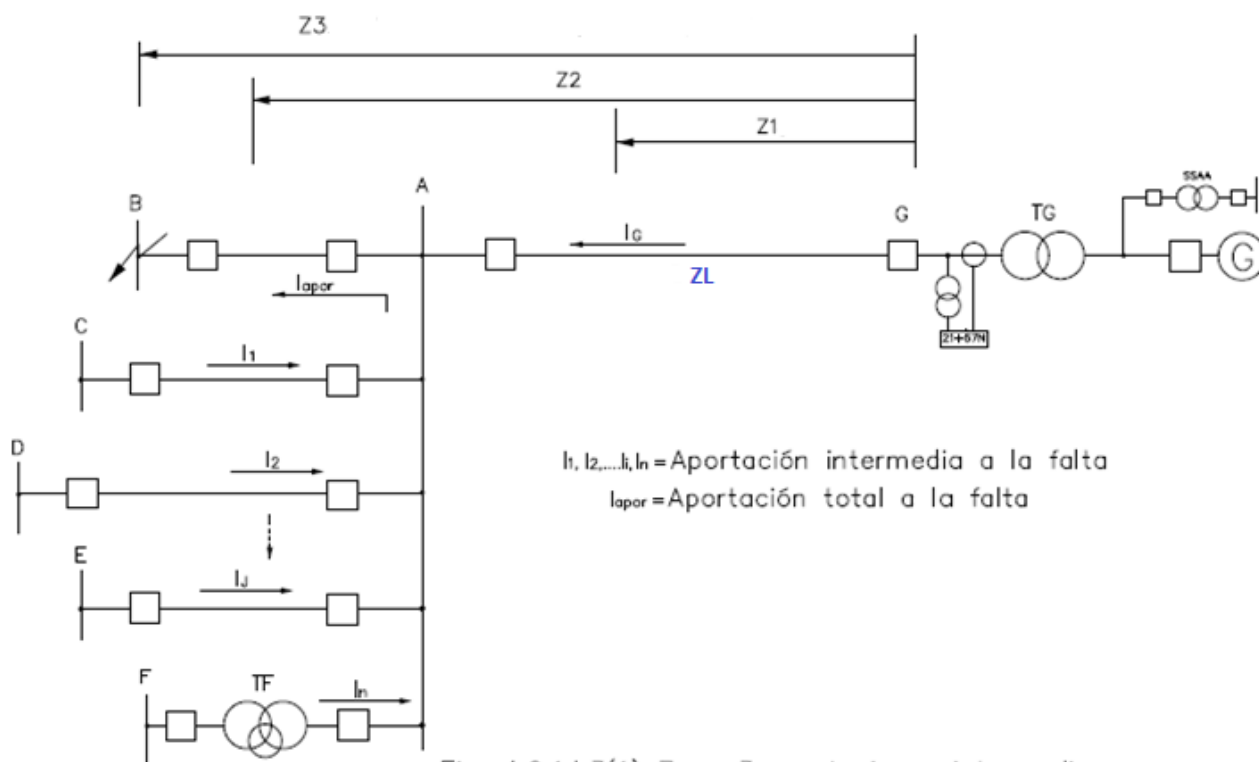 Z3
Z2
Z1
A
B
G
TG
SSAA
IG
ZL
G
Iapor
21+67N
C
I1
D
I2
I1, I2,....Ii, In = Aportación intermedia a la falta
Iapor = Aportación total a la falta
E
IJ
F
TF
In